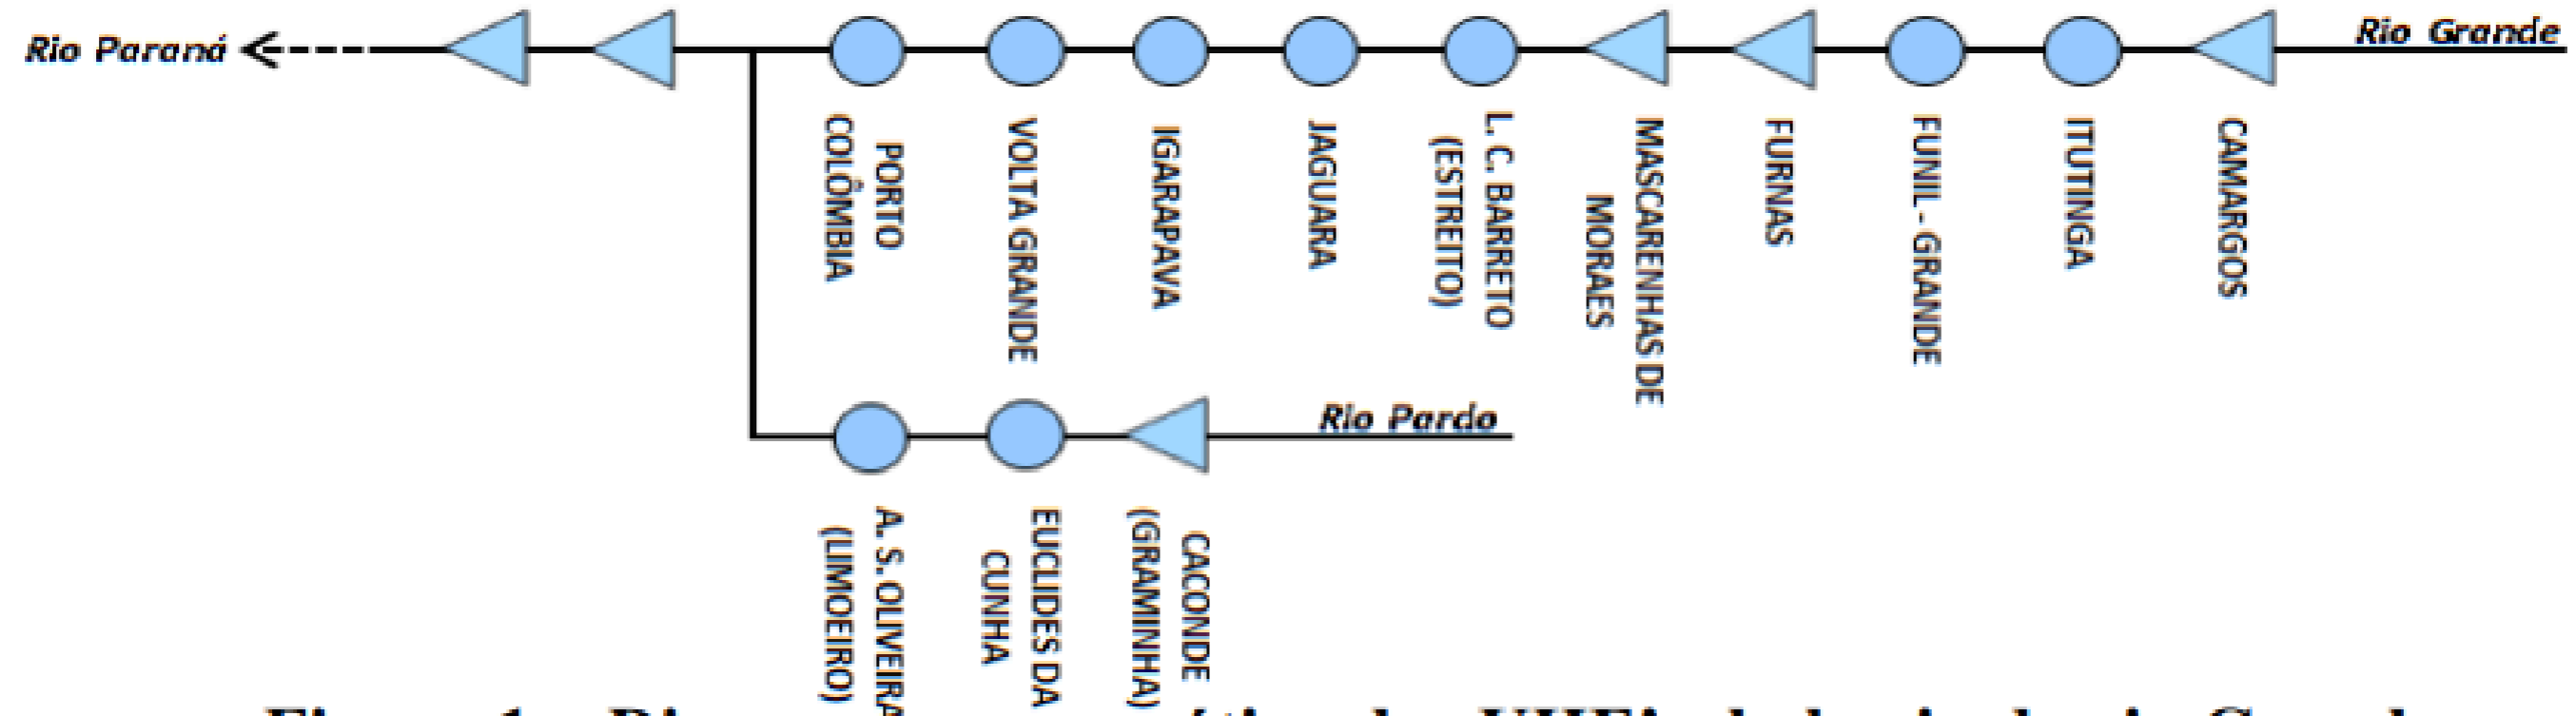 Rio Paraná
Rio Grande
PORTO
COLÔMBIA
VOLTA GRANDE
IGARAPAVA
JAGUARA
L. C. BARRETO
(ESTREITO)
MASCARENHAS DE
MORAES
FURNAS
FUNIL - GRANDE
ITUTINGA
CAMARGOS
Rio Pardo
A. S. OLIVEIRA
(LIMOEIRO)
EUCLIDES DA
CUNHA
CACONDE
(GRAMINHA)